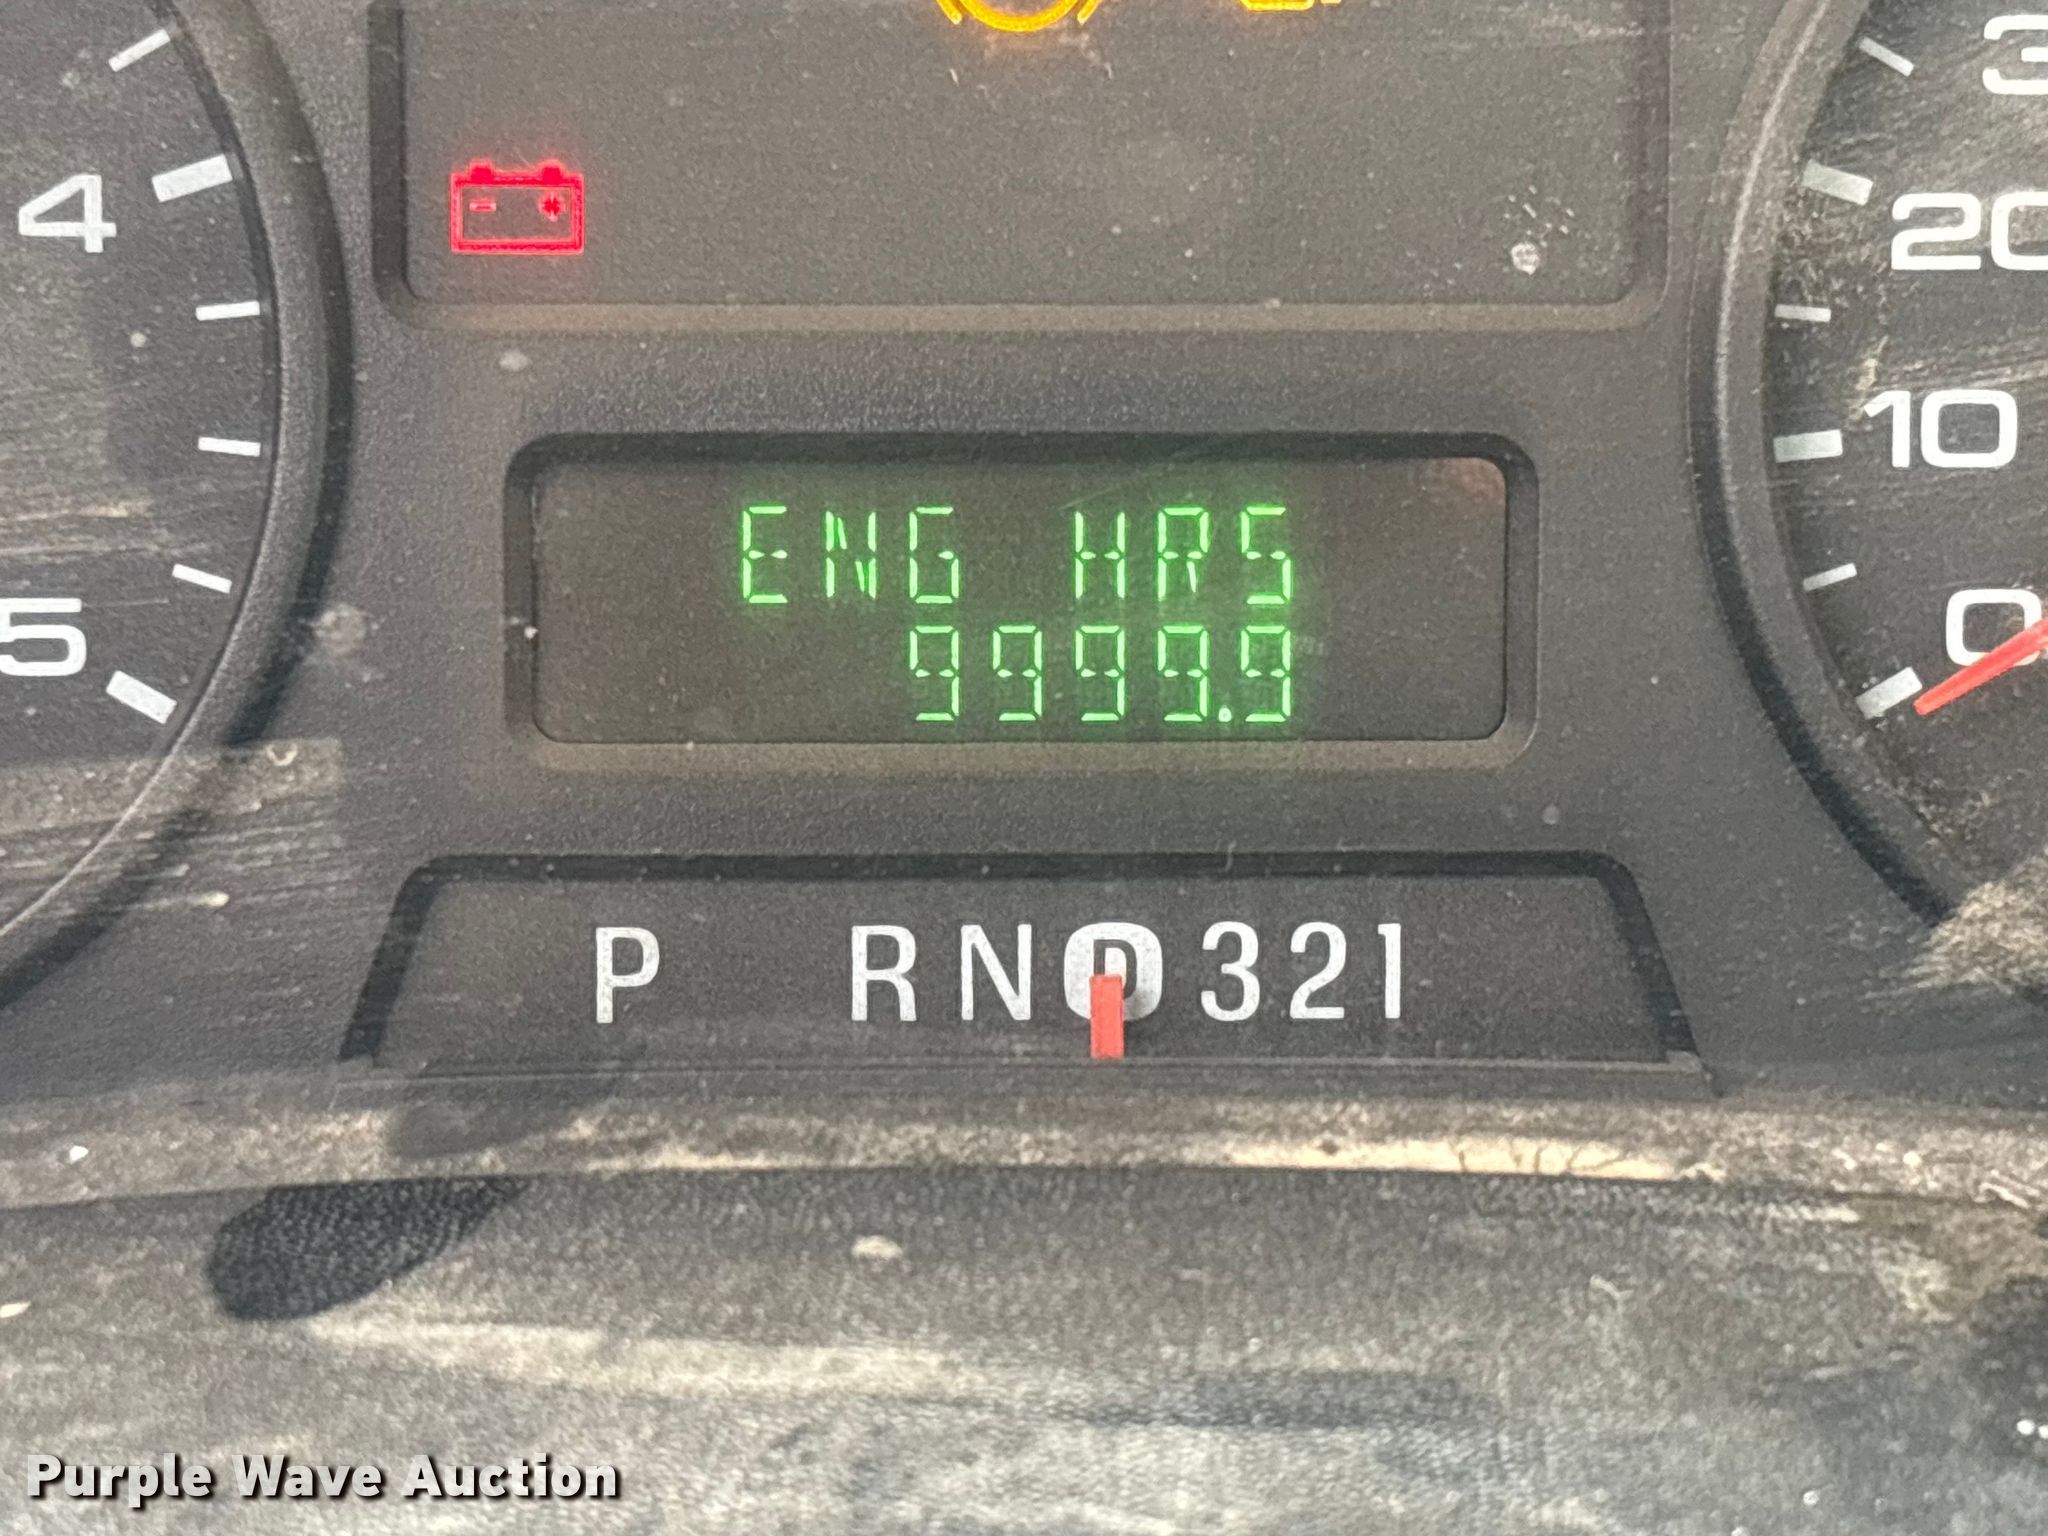 4
5
3
20
10
0
ENG HRS
9999.9
P RND321
Purple Wave Auction